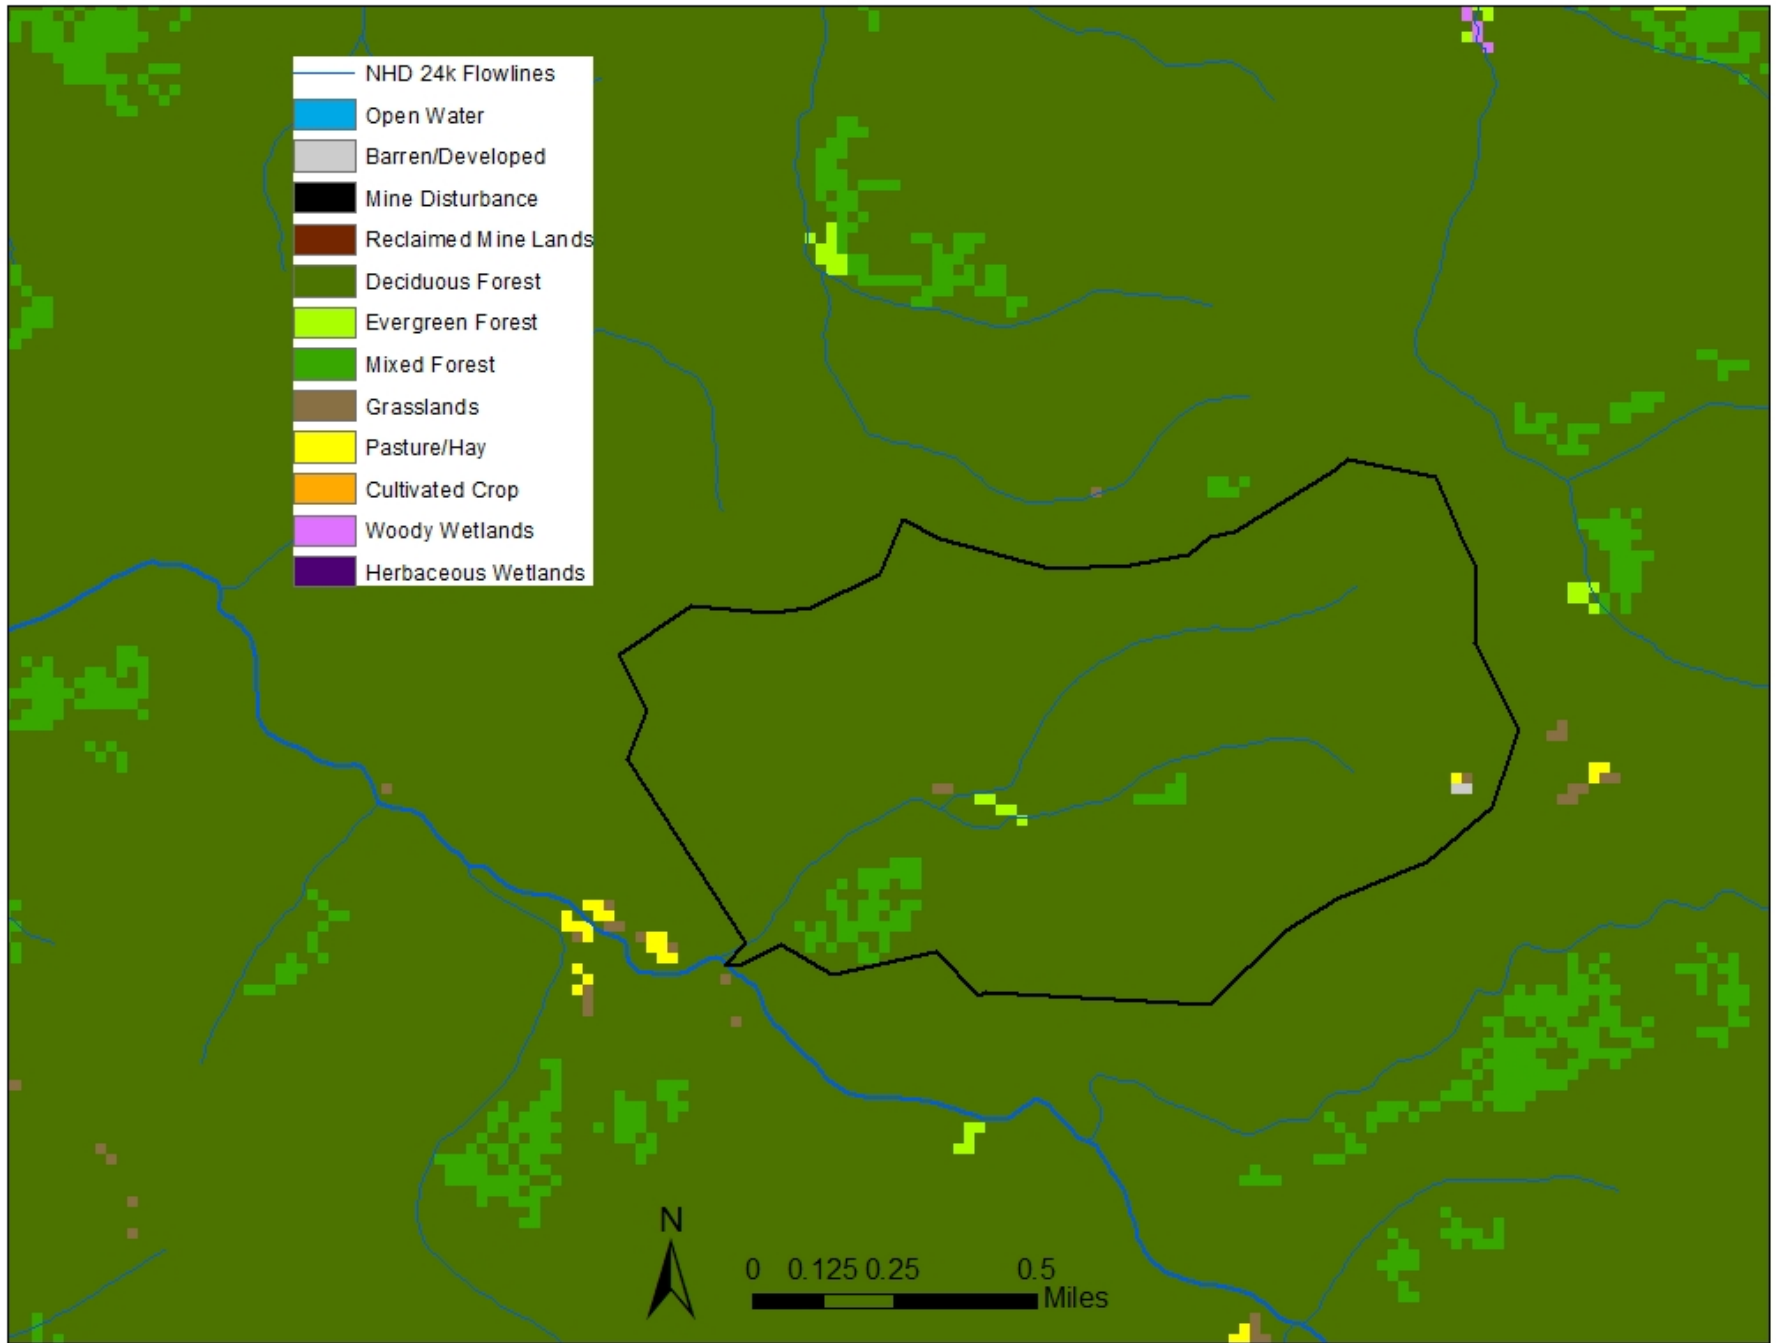 NHD 24k Flowlines
Open Water
Barren/Developed
Mine Disturbance
Reclaimed Mine Lands
Deciduous Forest
Evergreen Forest
Mixed Forest
Grasslands
Pasture/Hay
Cultivated Crop
Woody Wetlands
Herbaceous Wetlands
N
0 0.125 0.25 0.5
Miles